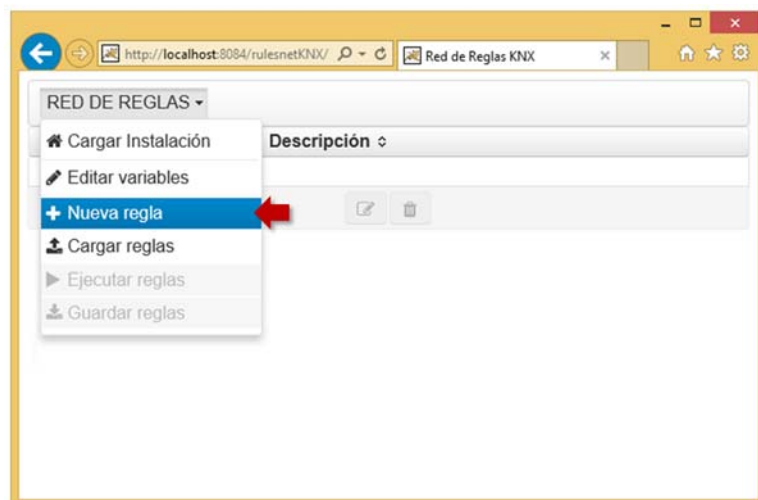 http://localhost:8084/rulesnetKNX/
Red de Reglas KNX
RED DE REGLAS
Descripción
Cargar Instalación
Editar variables
Nueva regla
Cargar reglas
Ejecutar reglas
Guardar reglas